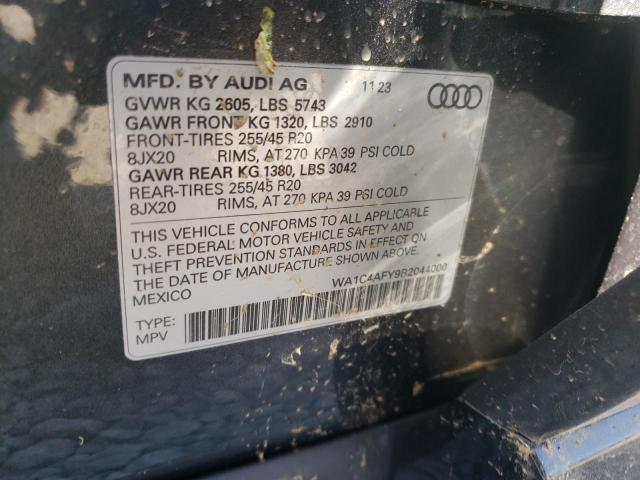 MFD. BY AUDI AG 11 23
GVWR KG 2605, LBS 5743
GAWR FRONT KG 1320, LBS 2910
FRONT-TIRES 255/45 R20
8JX20 RIMS, AT 270 KPA 39 PSI COLD
GAWR REAR KG 1380, LBS 3042
REAR-TIRES 255/45 R20
8JX20 RIMS, AT 270 KPA 39 PSI COLD
THIS VEHICLE CONFORMS TO ALL APPLICABLE
U.S. FEDERAL MOTOR VEHICLE SAFETY AND
THEFT PREVENTION STANDARDS IN EFFECT ON
THE DATE OF MANUFACTURE SHOWN ABOVE.
MEXICO WA1C4AFY9R2044000
TYPE:
MPV